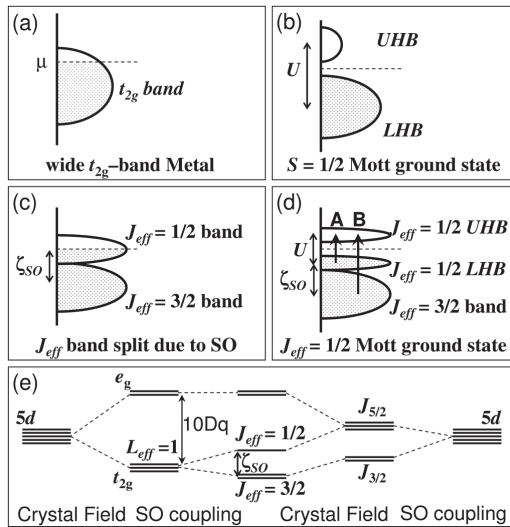 (a)
μ
t2g band
wide t2g–band Metal
(b)
UHB
U
LHB
S = 1/2 Mott ground state
(c)
Jeff = 1/2 band
ζSO
Jeff = 3/2 band
Jeff band split due to SO
(d)
A B
Jeff = 1/2 UHB
U
Jeff = 1/2 LHB
ζSO
Jeff = 3/2 band
Jeff = 1/2 Mott ground state
(e)
eg
5d
10Dq
J5/2
5d
Leff=1
Jeff = 1/2
ζSO
t2g
Jeff = 3/2
J3/2
Crystal Field SO coupling Crystal Field SO coupling